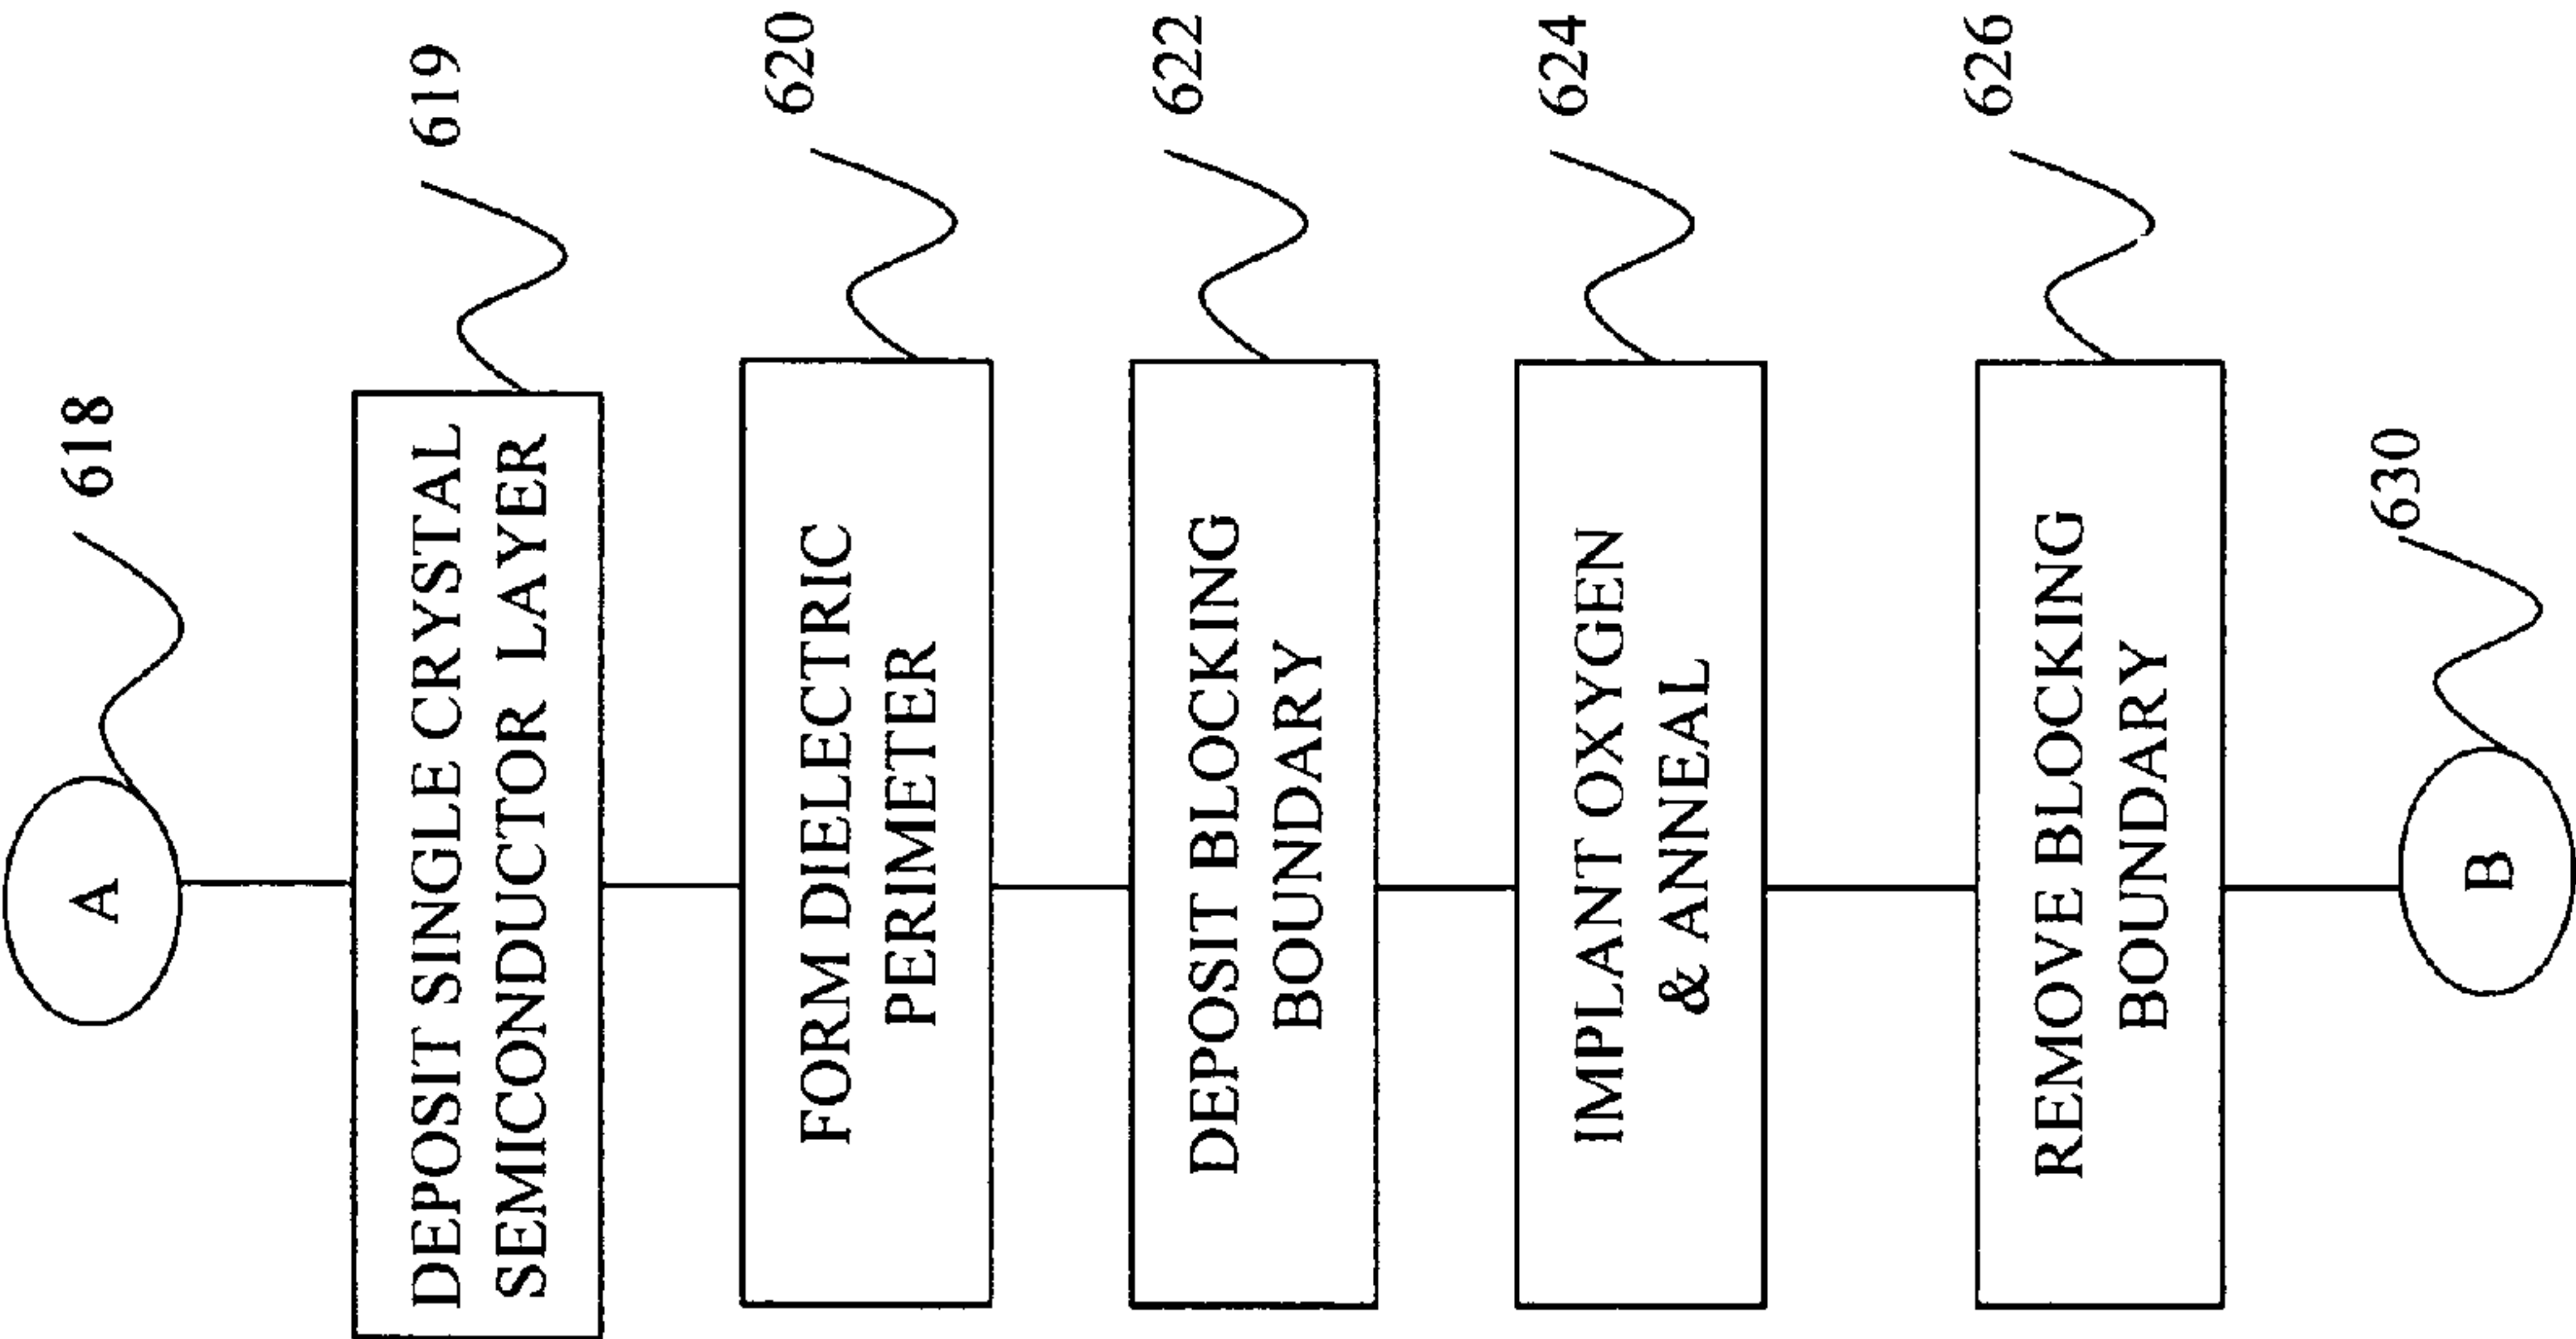 A
618
DEPOSIT SINGLE CRYSTAL
SEMICONDUCTOR LAYER
619
FORM DIELECTRIC
PERIMETER
620
DEPOSIT BLOCKING
BOUNDARY
622
IMPLANT OXYGEN
& ANNEAL
624
REMOVE BLOCKING
BOUNDARY
626
B
630